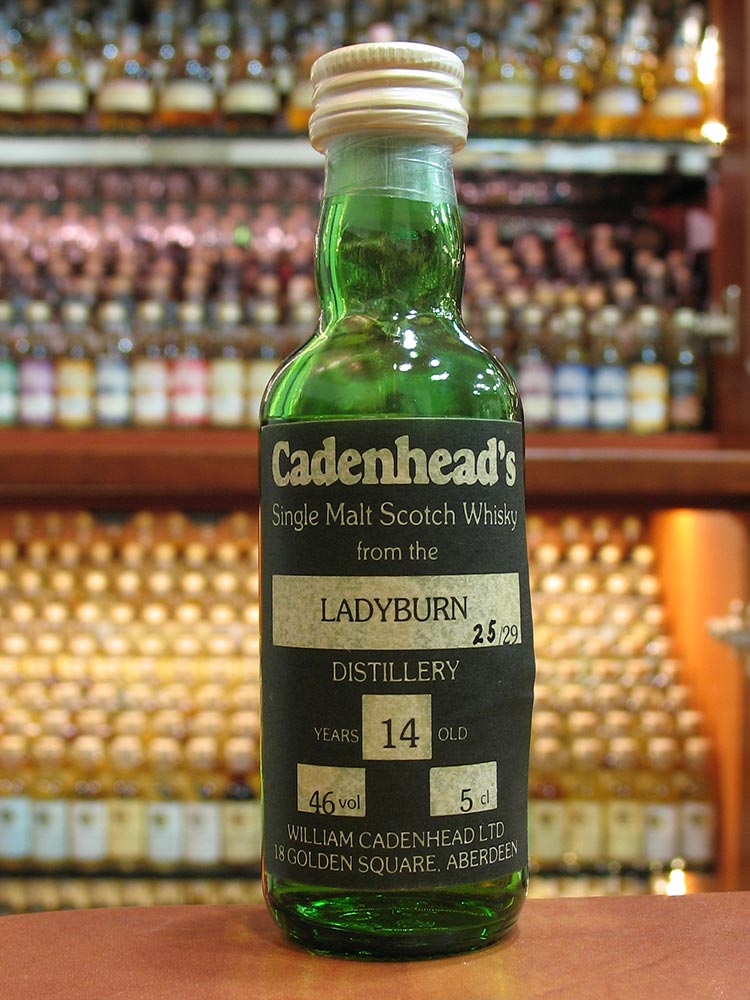 Cadenhead's
Single Malt Scotch Whisky
from the
LADYBURN
25/29
DISTILLERY
YEARS 14 OLD
46 vol 5 cl
WILLIAM CADENHEAD LTD
18 GOLDEN SQUARE, ABERDEEN